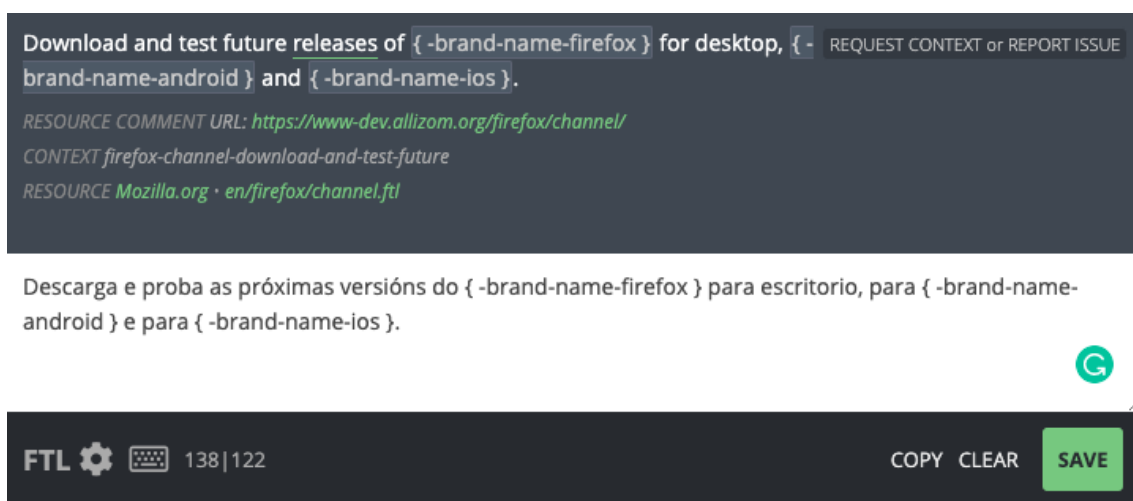 Download and test future releases of { -brand-name-firefox } for desktop, { - REQUEST CONTEXT or REPORT ISSUE
brand-name-android } and { -brand-name-ios }.
RESOURCE COMMENT URL: https://www-dev.allizom.org/firefox/channel/
CONTEXT firefox-channel-download-and-test-future
RESOURCE Mozilla.org • en/firefox/channel.ftl
Descarga e proba as próximas versións do { -brand-name-firefox } para escritorio, para { -brand-name-
android } e para { -brand-name-ios }.
FTL 138|122 COPY CLEAR SAVE